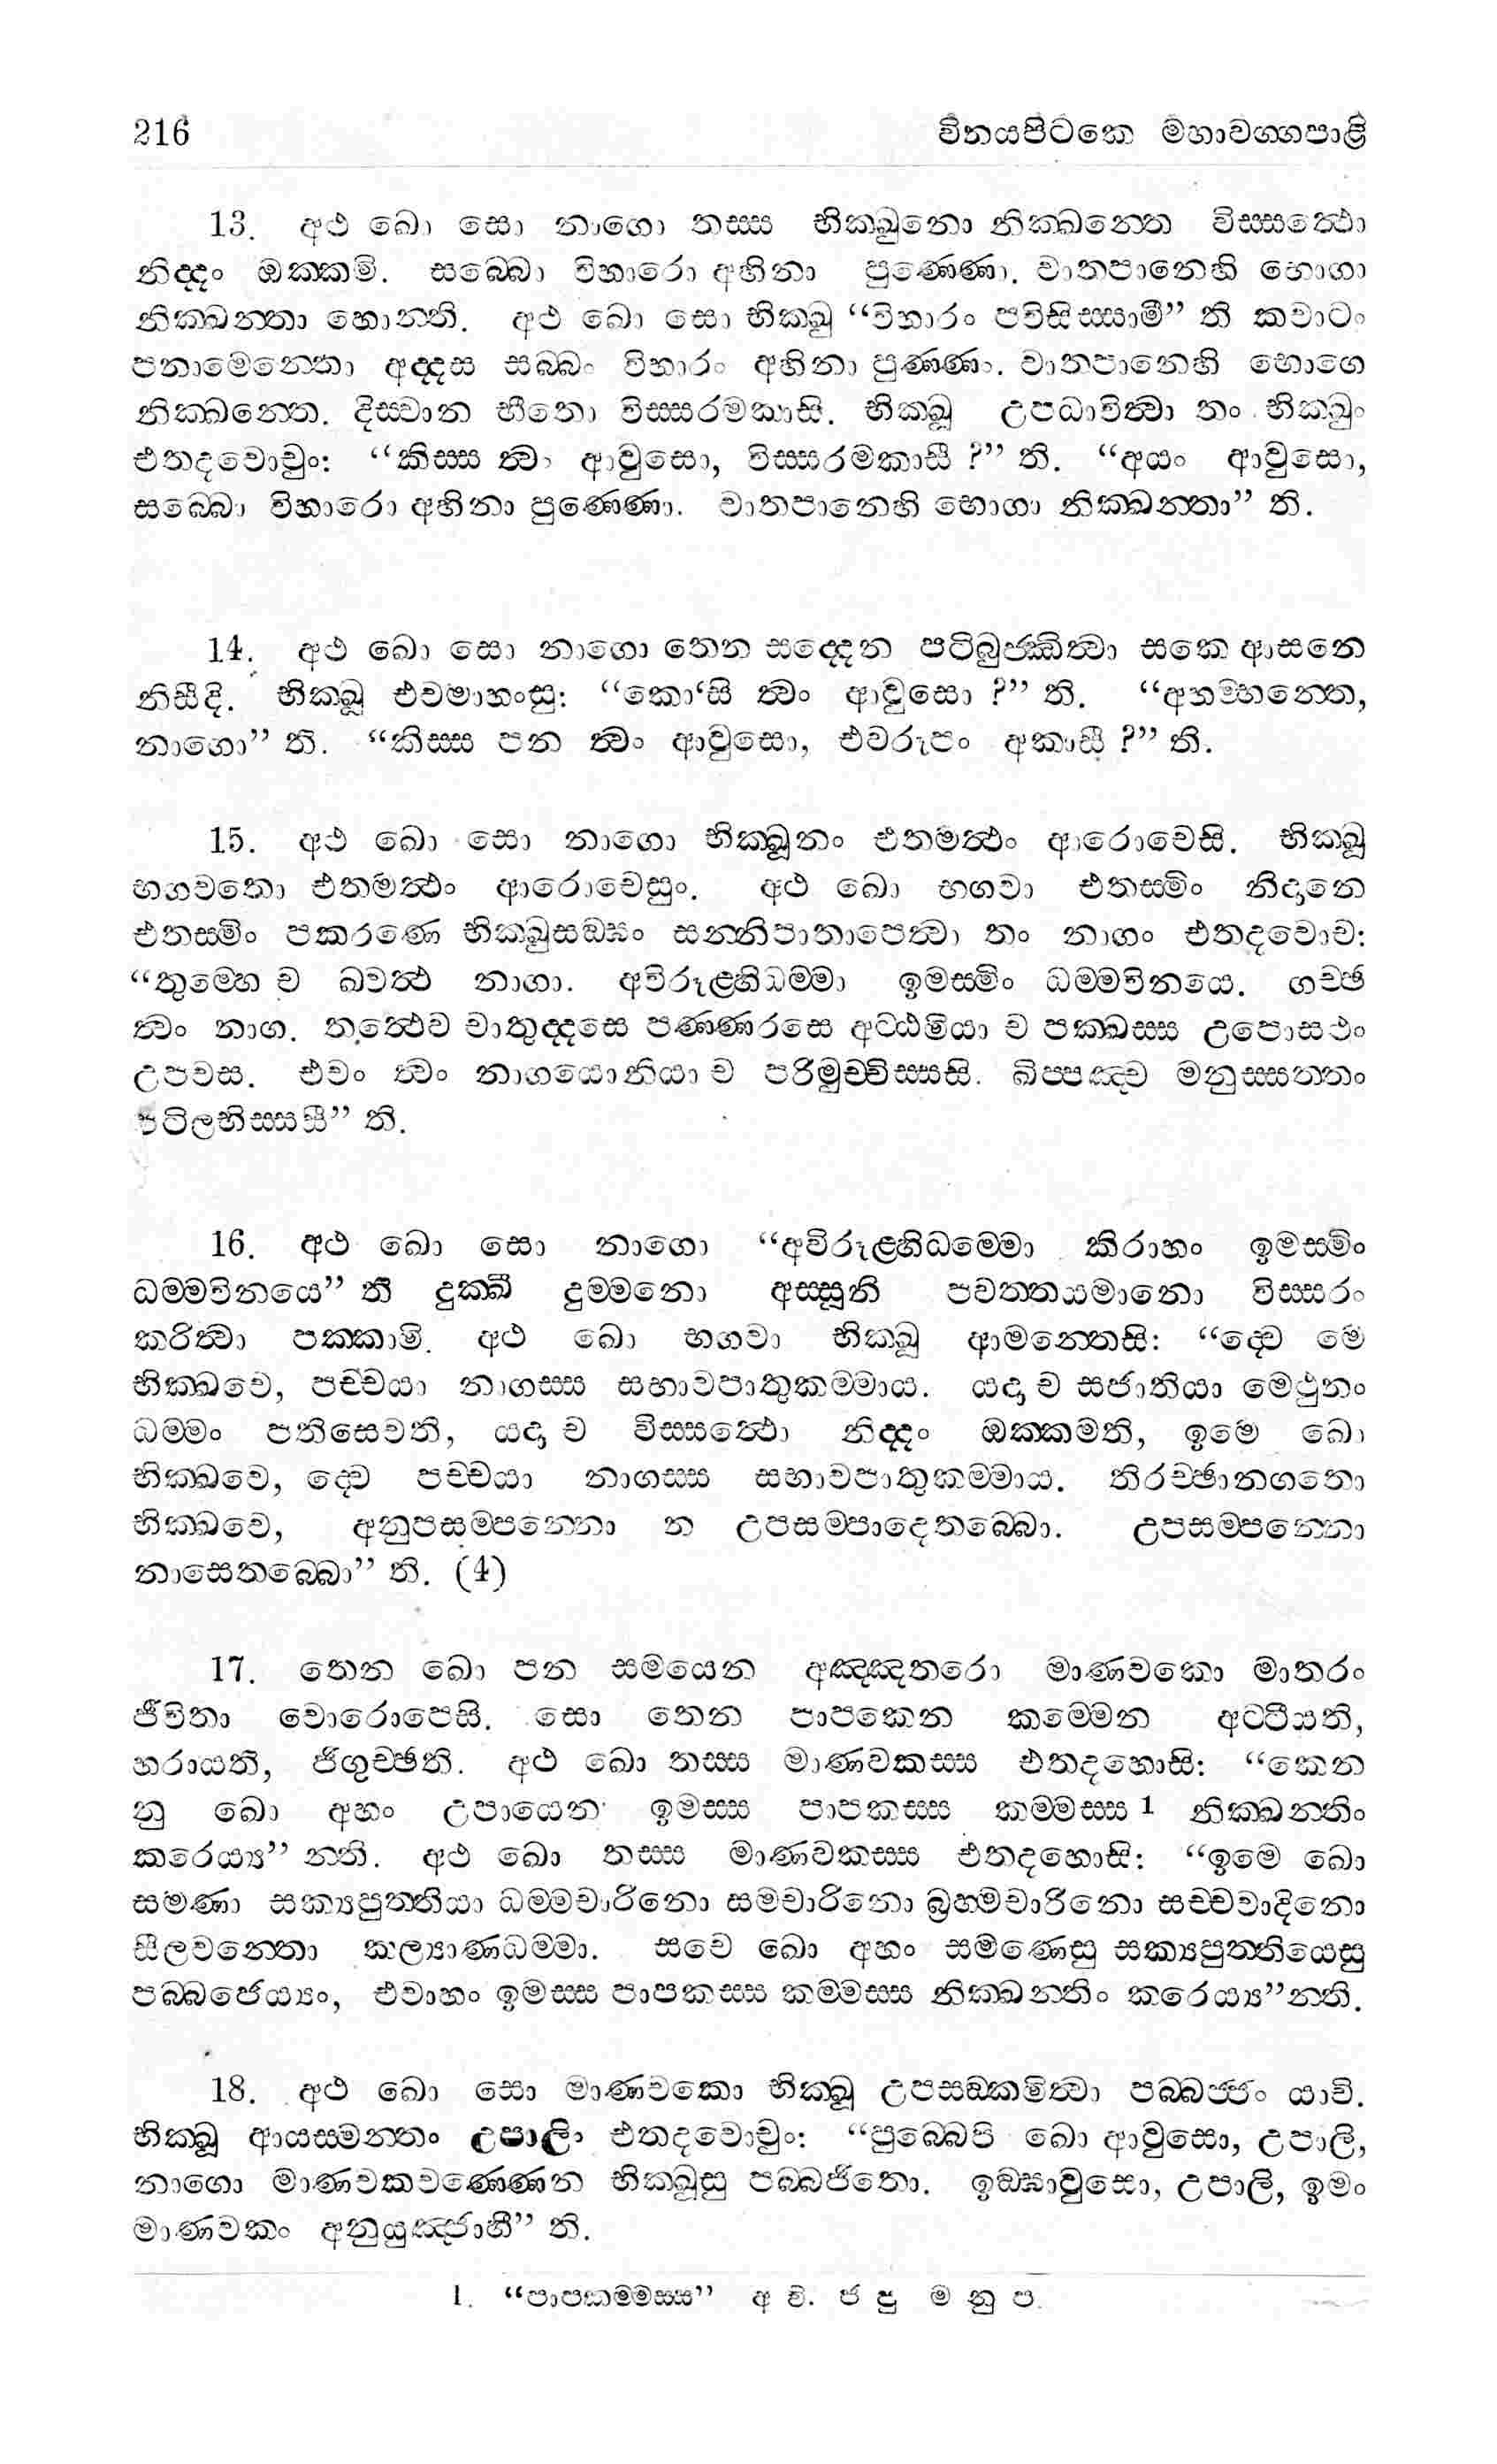 216 විනයපිටකෙ මහාවග්ගපාළි
13. අථ ඛො සො නාගො තස්ස භික්ඛුනො නික්ඛන්තෙ විස්සත්ථො
නිද්දං ඔක්කමි. සබ්බො විහාරො අහිනා පුණ්ණො. වාතපානෙහි භොගා
නික්ඛන්තා හොන්ති. අථ ඛො සො භික්ඛු “විහාරං පවිසිස්සාමී” ති කවාටං
පනාමෙන්තො අද්දස සබ්බං විහාරං අහිනා පුණ්ණං. වාතපානෙහි භොගෙ
නික්ඛන්තෙ. දිස්වාන භීතො විස්සරමකාසි. භික්ඛූ උපධාවිත්වා තං භික්ඛුං
එතදවොචුං: “කිස්ස ත්වං ආවුසො, විස්සරමකාසී ?” ති. “අයං ආවුසො,
සබ්බො විහාරො අහිනා පුණ්ණො. වාතපානෙහි භොගා නික්ඛන්තා” ති.
14. අථ ඛො සො නාගො තෙන සද්දෙන පටිබුජ්ඣිත්වා සකෙ ආසනෙ
නිසීදි. භික්ඛූ එවමාහංසු: “කො‘සි ත්වං ආවුසො ?” ති. “අහම්භන්තෙ,
නාගො” ති. “කිස්ස පන ත්වං ආවුසො, එවරූපං අකාසී ?” ති.
15. අථ ඛො සො නාගො භික්ඛූනං එතමත්ථං ආරොචෙසි. භික්ඛූ
භගවතො එතමත්ථං ආරොචෙසුං. අථ ඛො භගවා එතස්මිං නිදානෙ
එතස්මිං පකරණෙ භික්ඛුසඞ්ඝං සන්නිපාතාපෙත්වා තං නාගං එතදවොච:
“තුම්හෙ ච ඛ්වත්ථ නාගා. අවිරූළ්හිධම්මා ඉමස්මිං ධම්මවිනයෙ. ගච්ඡ
ත්වං නාග. තත්ථෙව චාතුද්දසෙ පණ්ණරසෙ අට්ඨමියා ච පක්ඛස්ස උපොසථං
උපවස. එවං ත්වං නාගයොනියා ච පරිමුච්චිස්සසි. ඛිප්පඤ්ච මනුස්සත්තං
පටිලභිස්සසී” ති.
16. අථ ඛො සො නාගො “අවිරූළ්හිධම්මො කිරාහං ඉමස්මිං
ධම්මවිනයෙ” ති දුක්ඛී දුම්මනො අස්සූනි පවත්තයමානො විස්සරං
කරිත්වා පක්කාමි. අථ ඛො භගවා භික්ඛූ ආමන්තෙසි: “ද්වෙ මෙ
භික්ඛවෙ, පච්චයා නාගස්ස සභාවපාතුකම්මාය. යදා ච සජාතියා මෙථුනං
ධම්මං පතිසෙවති, යදා ච විස්සත්ථො නිද්දං ඔක්කමති, ඉමෙ ඛො
භික්ඛවෙ, ද්වෙ පච්චයා නාගස්ස සභාවපාතුකම්මාය. තිරච්ඡානගතො
භික්ඛවෙ, අනුපසම්පන්නො න උපසම්පාදෙතබ්බො. උපසම්පන්නො
නාසෙතබ්බො” ති. (4)
17. තෙන ඛො පන සමයෙන අඤ්ඤතරො මාණවකො මාතරං
ජීවිතා වොරොපෙසි. සො තෙන පාපකෙන කම්මෙන අට්ටීයති,
හරායති, ජිගුච්ඡති. අථ ඛො තස්ස මාණවකස්ස එතදහොසි: “කෙන
නු ඛො අහං උපායෙන ඉමස්ස පාපකස්ස කම්මස්ස 1 නික්ඛන්තිං
කරෙය්‍ය” න්ති. අථ ඛො තස්ස මාණවකස්ස එතදහොසි: “ඉමෙ ඛො
සමණා සක්‍යපුත්තියා ධම්මචාරිනො සමචාරිනො බ්‍රහ්මචාරිනො සච්චවාදිනො
සීලවන්තො කල්‍යාණධම්මා. සචෙ ඛො අහං සමණෙසු සක්‍යපුත්තියෙසු
පබ්බජෙය්‍යං, එවාහං ඉමස්ස පාපකස්ස කම්මස්ස නික්ඛන්තිං කරෙය්‍ය”න්ති.
18. අථ ඛො සො මාණවකො භික්ඛූ උපසඞ්කමිත්වා පබ්බජ්ජං යාචි.
භික්ඛූ ආයස්මන්තං උපාලිං එතදවොචුං: “පුබ්බෙපි ඛො ආවුසො, උපාලි,
නාගො මාණවකවණ්ණෙන භික්ඛූසු පබ්බජිතො. ඉඞ්ඝාවුසො, උපාලි, ඉමං
මාණවකං අනුයුඤ්ජාහී” ති.
1. “පාපකම්මස්ස” අ වි. ජ පු ම නු ප.